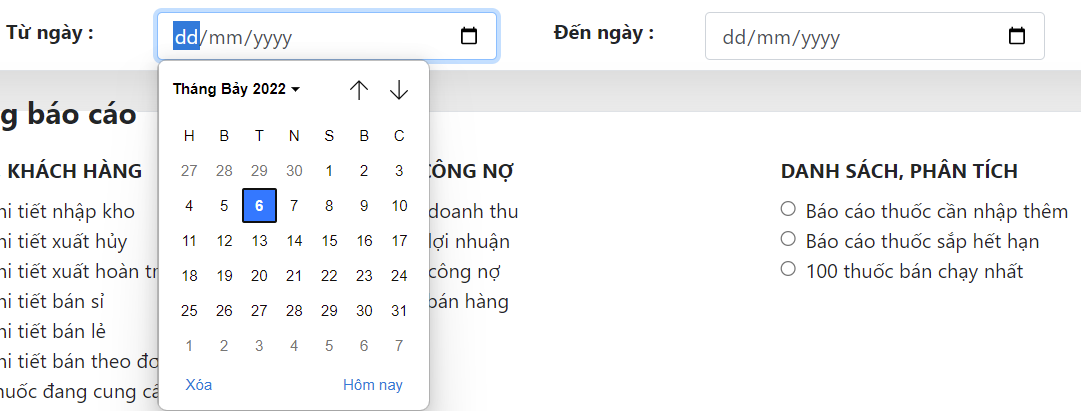 Từ ngày :
dd/mm/yyyy
Đến ngày :
dd/mm/yyyy
Tháng Bảy 2022
H B T N S B C
27 28 29 30 1 2 3
4 5 6 7 8 9 10
11 12 13 14 15 16 17
18 19 20 21 22 23 24
25 26 27 28 29 30 31
1 2 3 4 5 6 7
Xóa
Hôm nay
g báo cáo
KHÁCH HÀNG
hi tiết nhập kho
hi tiết xuất hủy
hi tiết xuất hoàn tr
hi tiết bán sỉ
hi tiết bán lẻ
hi tiết bán theo đo
huốc đang cung cấ
CÔNG NỢ
doanh thu
lợi nhuận
công nợ
bán hàng
DANH SÁCH, PHÂN TÍCH
Báo cáo thuốc cần nhập thêm
Báo cáo thuốc sắp hết hạn
100 thuốc bán chạy nhất